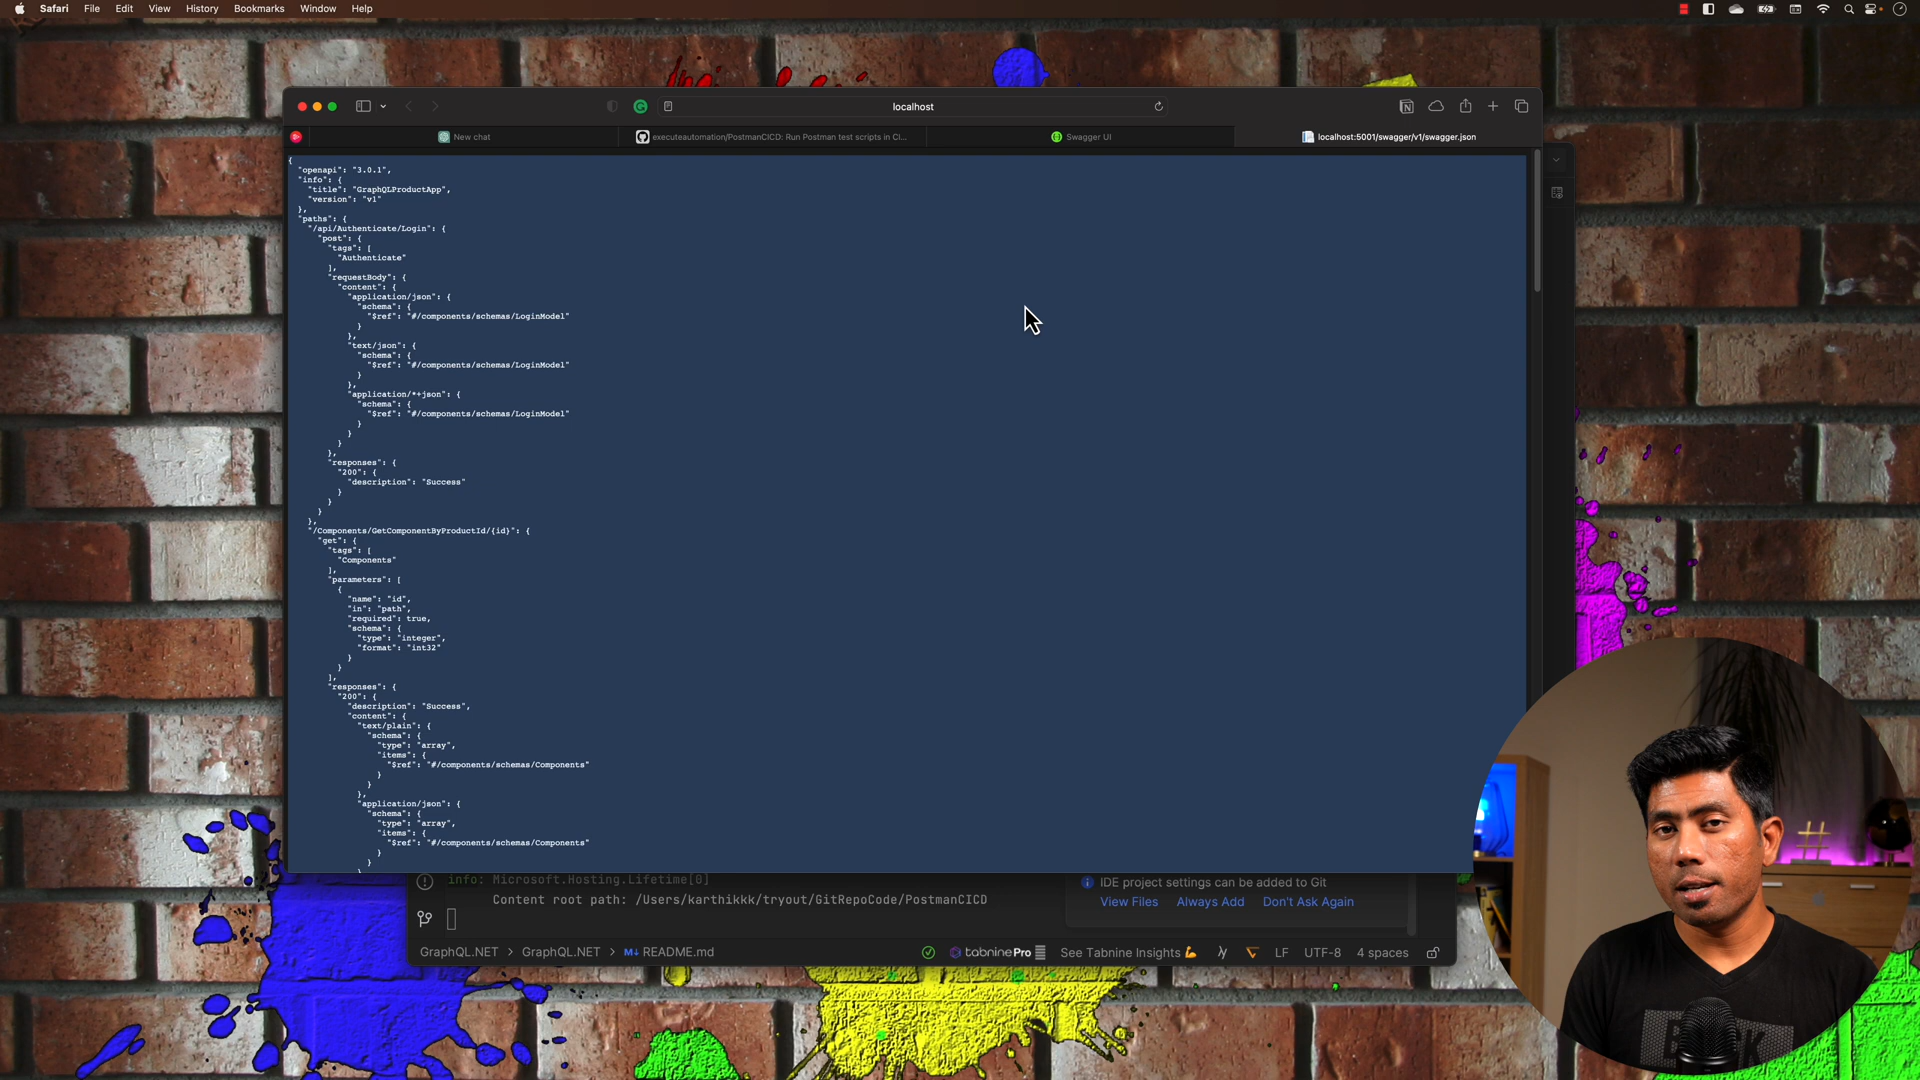 Safari File Edit View History Bookmarks Window Help
localhost
New chat
executeautomation/PostmanCICD: Run Postman test scripts in CI...
Swagger UI
localhost:5001/swagger/v1/swagger.json
{
"openapi": "3.0.1",
"info": {
"title": "GraphQLProductApp",
"version": "v1"
},
"paths": {
"/api/Authenticate/Login": {
"post": {
"tags": [
"Authenticate"
],
"requestBody": {
"content": {
"application/json": {
"schema": {
"$ref": "#/components/schemas/LoginModel"
}
},
"text/json": {
"schema": {
"$ref": "#/components/schemas/LoginModel"
}
},
"application/*+json": {
"schema": {
"$ref": "#/components/schemas/LoginModel"
}
}
}
},
"responses": {
"200": {
"description": "Success"
}
}
}
},
"/Components/GetComponentByProductId/{id}": {
"get": {
"tags": [
"Components"
],
"parameters": [
{
"name": "id",
"in": "path",
"required": true,
"schema": {
"type": "integer",
"format": "int32"
}
}
],
"responses": {
"200": {
"description": "Success",
"content": {
"text/plain": {
"schema": {
"type": "array",
"items": {
"$ref": "#/components/schemas/Components"
}
}
},
"application/json": {
"schema": {
"type": "array",
"items": {
"$ref": "#/components/schemas/Components"
}
}
info: Microsoft.Hosting.Lifetime[0]
Content root path: /Users/karthikkk/tryout/GitRepoCode/PostmanCICD
IDE project settings can be added to Git
View Files Always Add Don't Ask Again
GraphQL.NET > GraphQL.NET > M↓ README.md
tabninePro See Tabnine Insights 💪 LF UTF-8 4 spaces